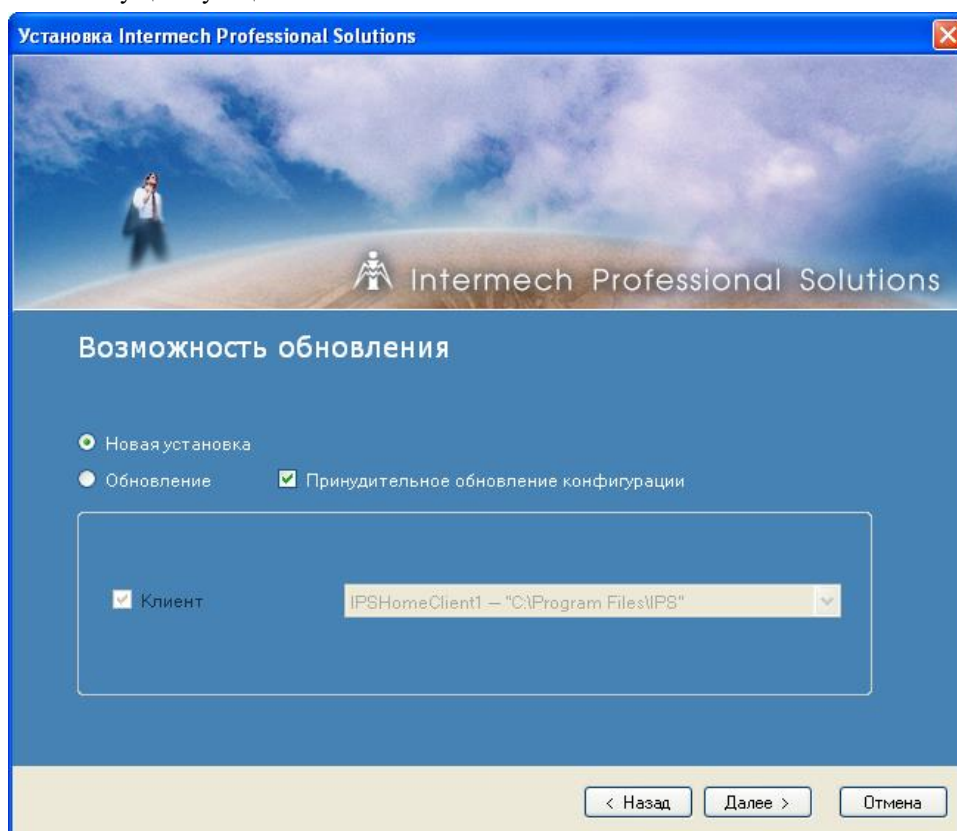 Установка Intermech Professional Solutions
Intermech Professional Solutions
Возможность обновления
Новая установка
Обновление
Принудительное обновление конфигурации
Клиент
IPSHomeClient1 — "C:\Program Files\IPS"
< Назад
Далее >
Отмена